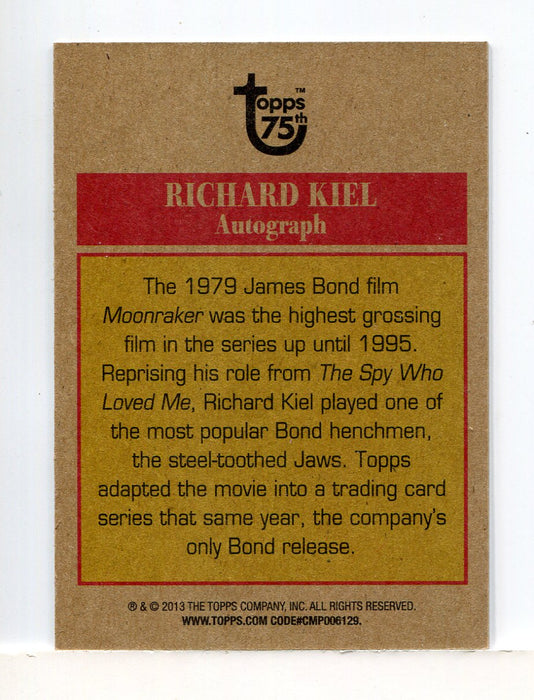 topps™
75th
RICHARD KIEL
Autograph
The 1979 James Bond film
Moonraker was the highest grossing
film in the series up until 1995.
Reprising his role from The Spy Who
Loved Me, Richard Kiel played one of
the most popular Bond henchmen,
the steel-toothed Jaws. Topps
adapted the movie into a trading card
series that same year, the company's
only Bond release.
® & © 2013 THE TOPPS COMPANY, INC. ALL RIGHTS RESERVED.
WWW.TOPPS.COM CODE#CMP006129.